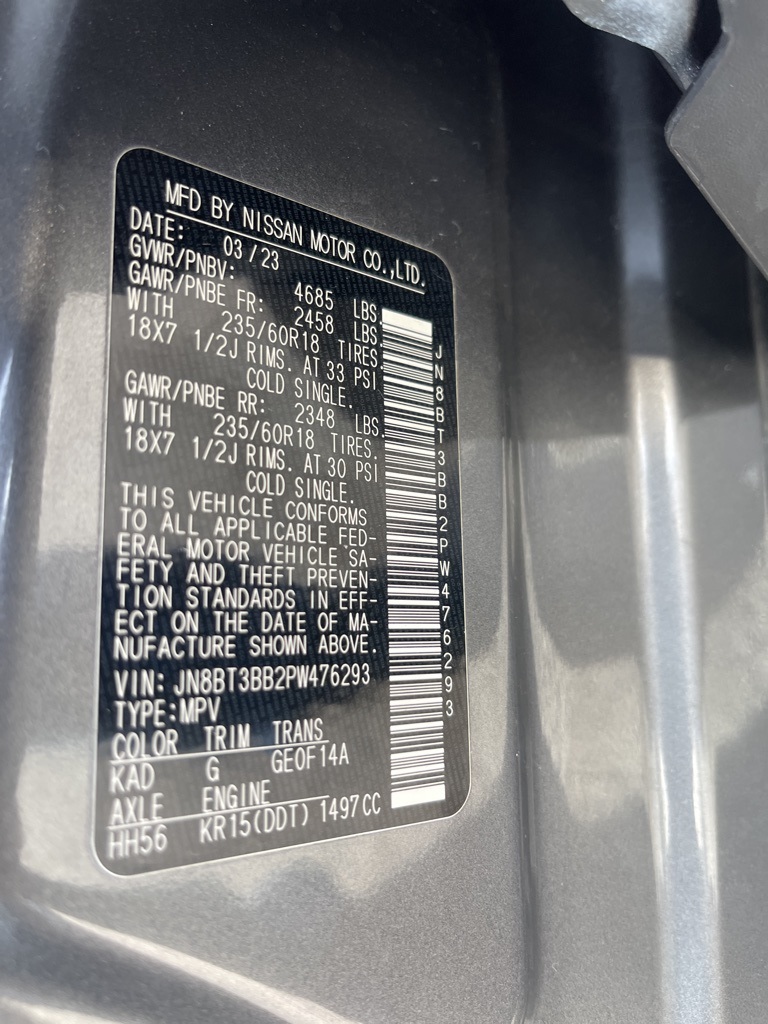 MFD BY NISSAN MOTOR CO.,LTD.
DATE: 03/23
GVWR/PNBV: 4685 LBS.
GAWR/PNBE FR: 2458 LBS.
WITH 235/60R18 TIRES.
18X7 1/2J RIMS. AT 33 PSI
COLD SINGLE.
GAWR/PNBE RR: 2348 LBS.
WITH 235/60R18 TIRES.
18X7 1/2J RIMS. AT 30 PSI
COLD SINGLE.
THIS VEHICLE CONFORMS
TO ALL APPLICABLE FED-
ERAL MOTOR VEHICLE SA-
FETY AND THEFT PREVEN-
TION STANDARDS IN EFF-
ECT ON THE DATE OF MA-
NUFACTURE SHOWN ABOVE.
VIN: JN8BT3BB2PW476293
TYPE:MPV
COLOR TRIM TRANS
KAD G GE0F14A
AXLE ENGINE
HH56 KR15(DDT) 1497CC
JN8BT3BB2PW476293